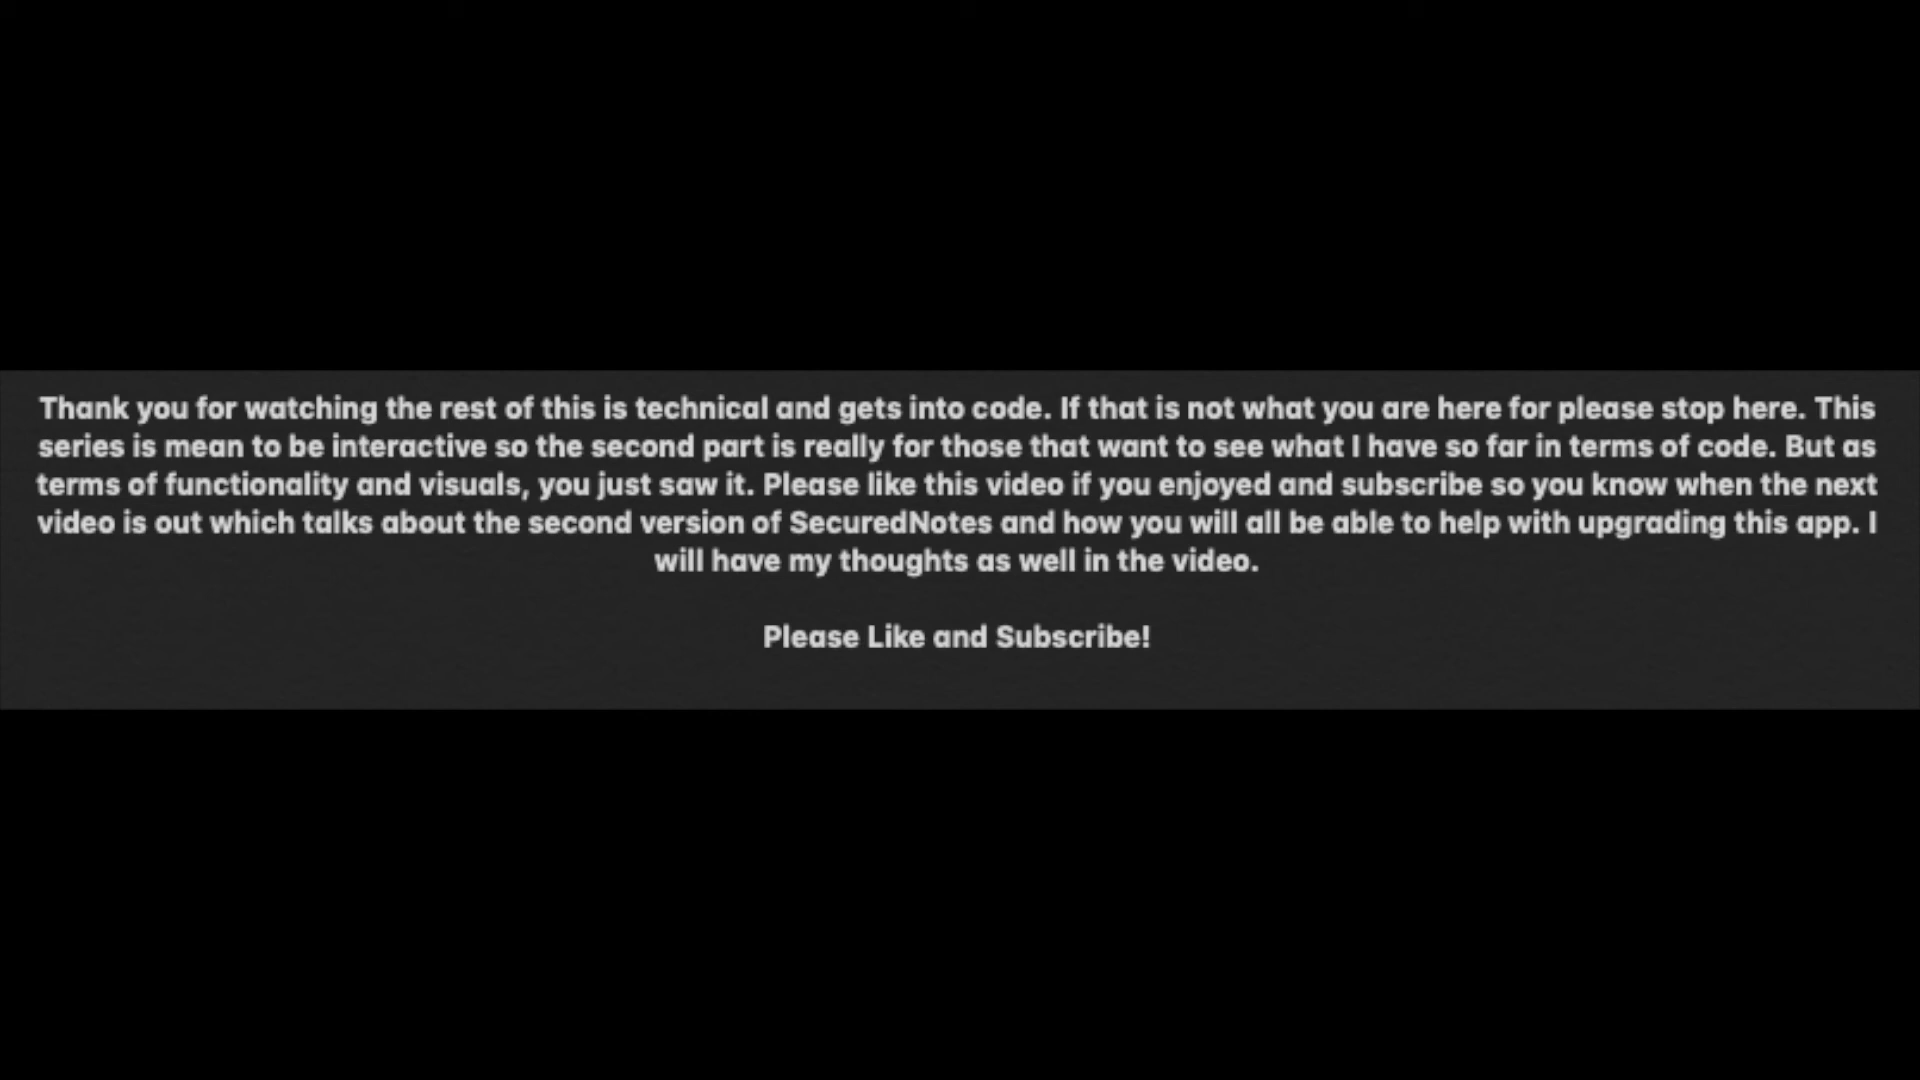 Thank you for watching the rest of this is technical and gets into code. If that is not what you are here for please stop here. This
series is mean to be interactive so the second part is really for those that want to see what I have so far in terms of code. But as
terms of functionality and visuals, you just saw it. Please like this video if you enjoyed and subscribe so you know when the next
video is out which talks about the second version of SecuredNotes and how you will all be able to help with upgrading this app. I
will have my thoughts as well in the video.
Please Like and Subscribe!